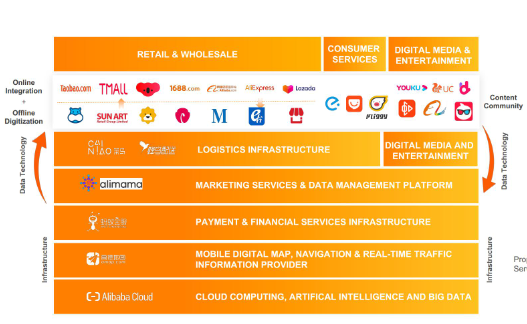 RETAIL & WHOLESALE
CONSUMER
SERVICES
DIGITAL MEDIA &
ENTERTAINMENT
Online
Integration
+
Offline
Digitization
Taobao.com
TMALL
1688.com
AliExpress
Lazada
YOUKU
UC
SUN ART
M
Fliggy
Content
Community
Data Technology
Data Technology
LOGISTICS INFRASTRUCTURE
DIGITAL MEDIA AND
ENTERTAINMENT
alimama
MARKETING SERVICES & DATA MANAGEMENT PLATFORM
PAYMENT & FINANCIAL SERVICES INFRASTRUCTURE
MOBILE DIGITAL MAP, NAVIGATION & REAL-TIME TRAFFIC
INFORMATION PROVIDER
Alibaba Cloud
CLOUD COMPUTING, ARTIFICAL INTELLIGENCE AND BIG DATA
Infrastructure
Infrastructure